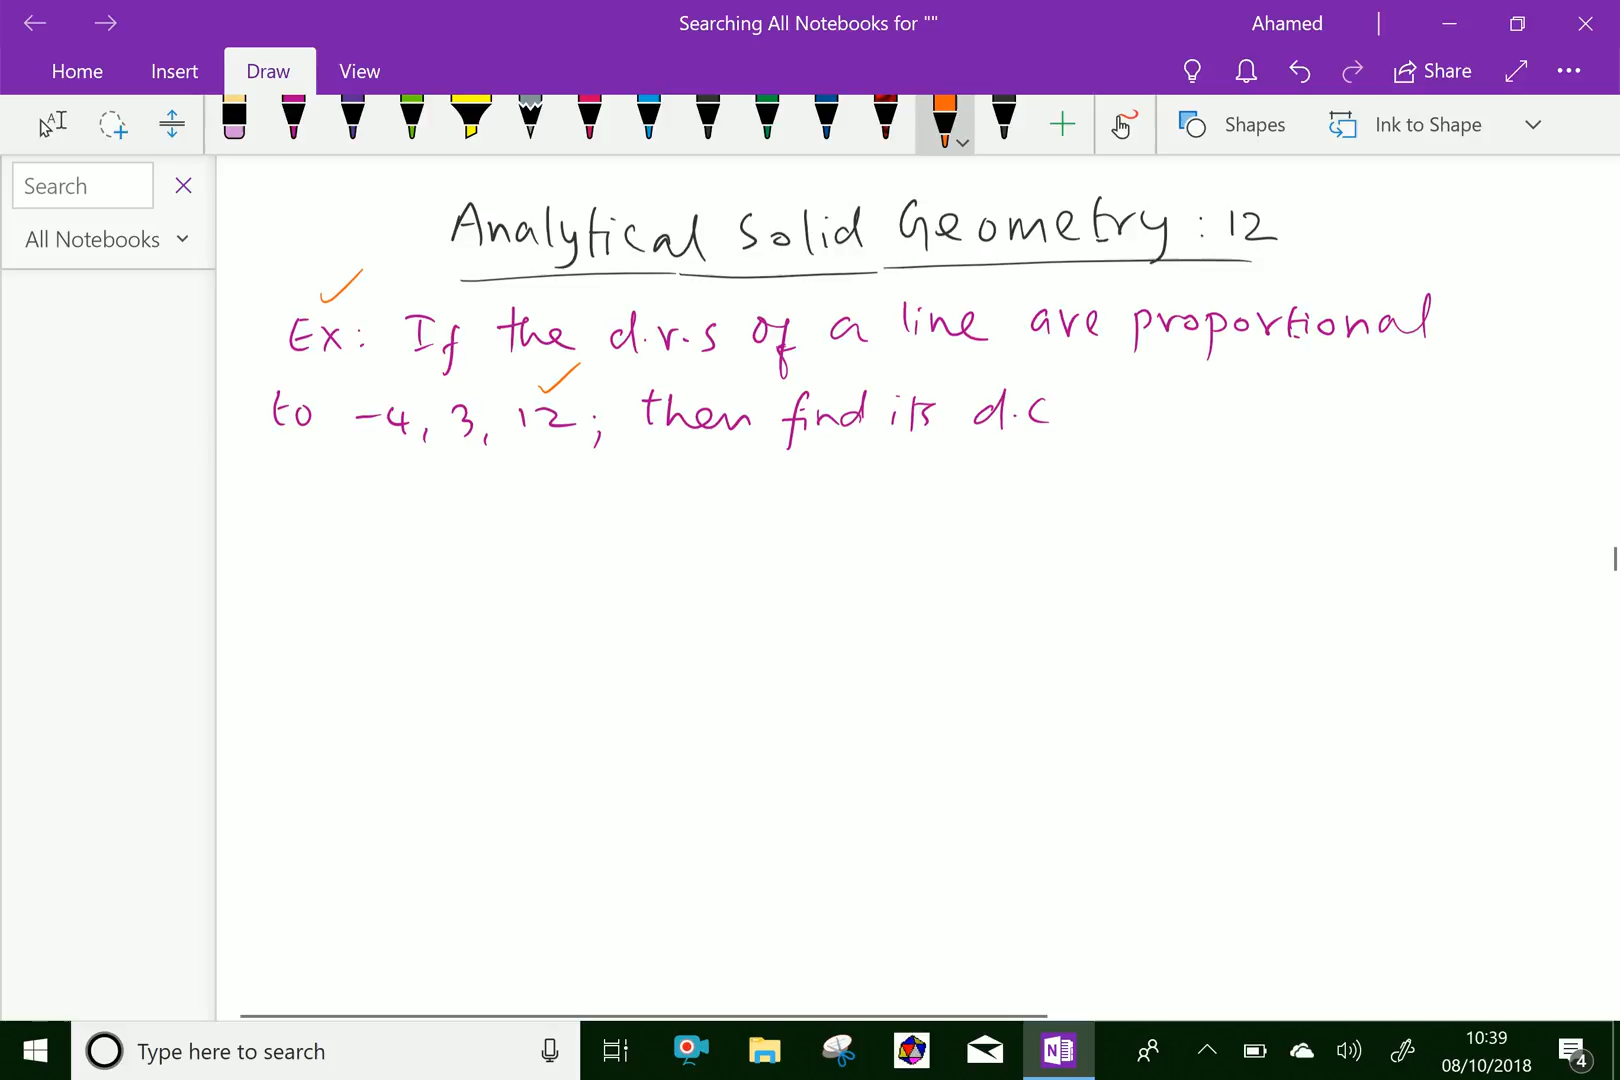 Searching All Notebooks for ""
Ahamed
Home Insert Draw View
Share
Shapes
Ink to Shape
Search
All Notebooks
Analytical Solid Geometry : 12
Ex: If the d.r.s of a line are proportional
to -4, 3, 12; then find its d.c
Type here to search
10:39
08/10/2018
4